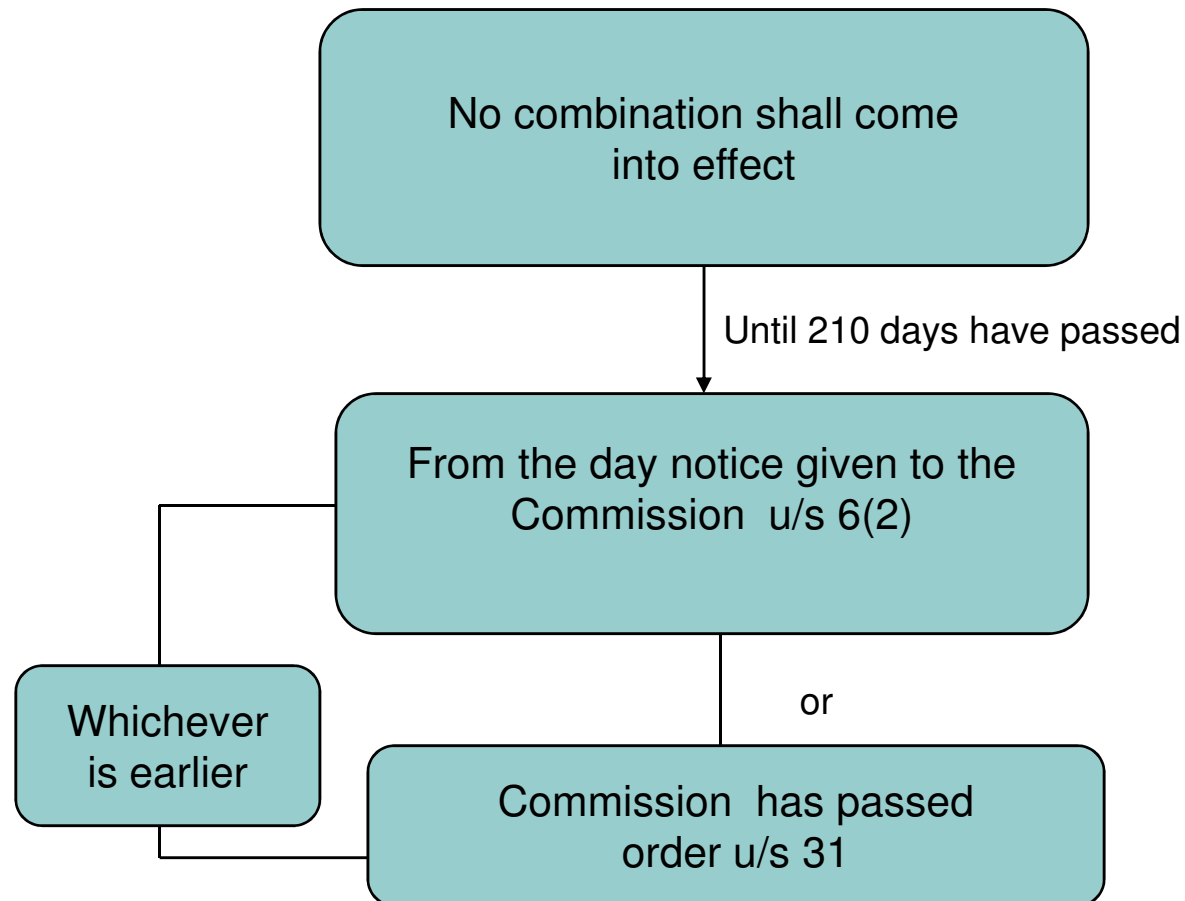 No combination shall come
into effect
Until 210 days have passed
From the day notice given to the
Commission  u/s 6(2)
or
Whichever
is earlier
Commission  has passed
order u/s 31